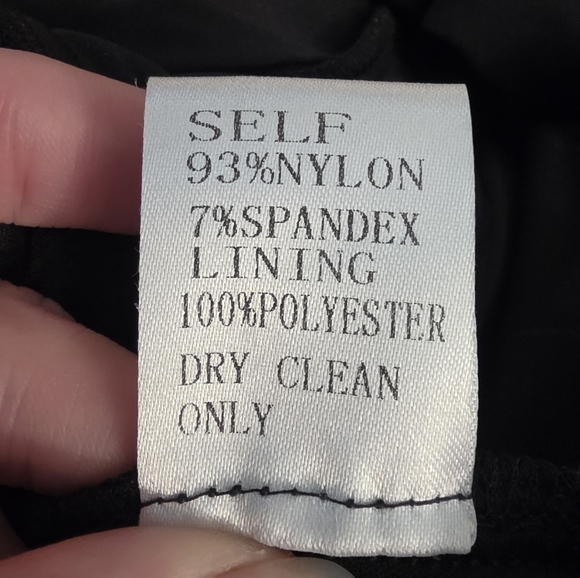 SELF
93%NYLON
7%SPANDEX
LINING
100%POLYESTER
DRY CLEAN
ONLY